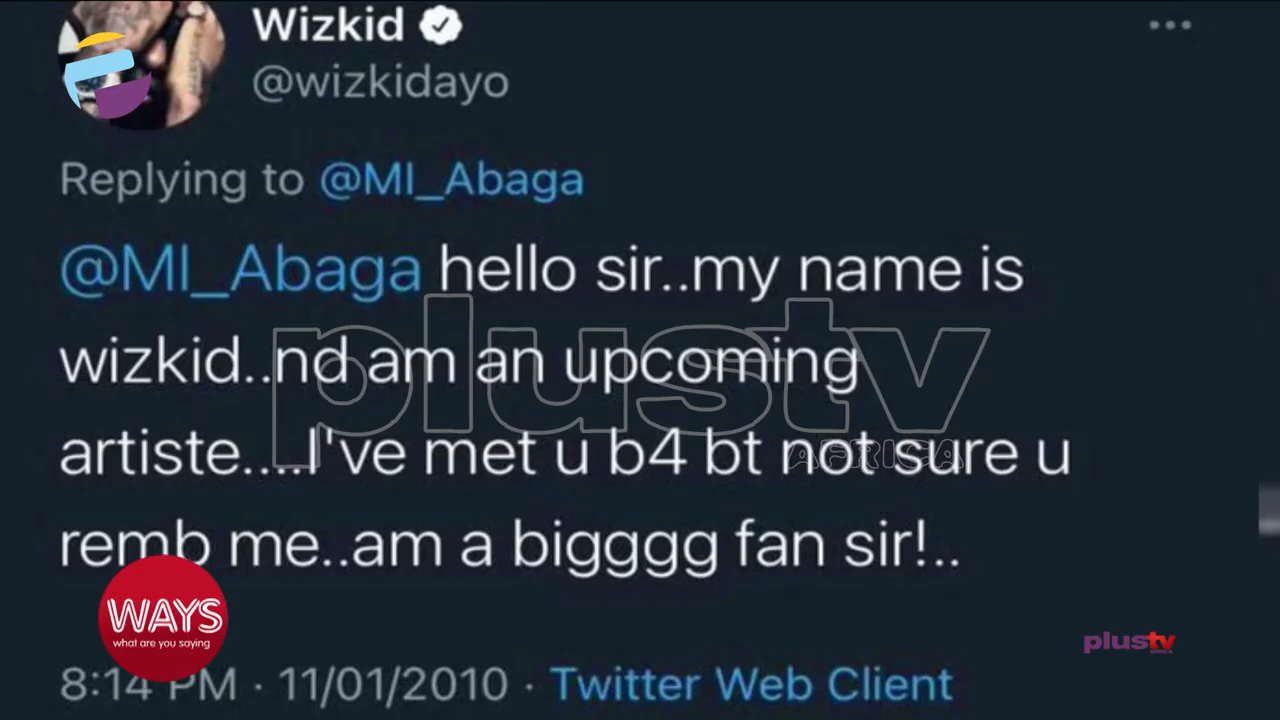 Wizkid
@wizkidayo
Replying to @MI_Abaga
@MI_Abaga hello sir..my name is
wizkid..nd am an upcoming
artiste.....I've met u b4 bt not sure u
remb me..am a bigggg fan sir!..
8:14 PM · 11/01/2010 · Twitter Web Client
plustv
AFRICA
WAYS
what are you saying
plustv
AFRICA